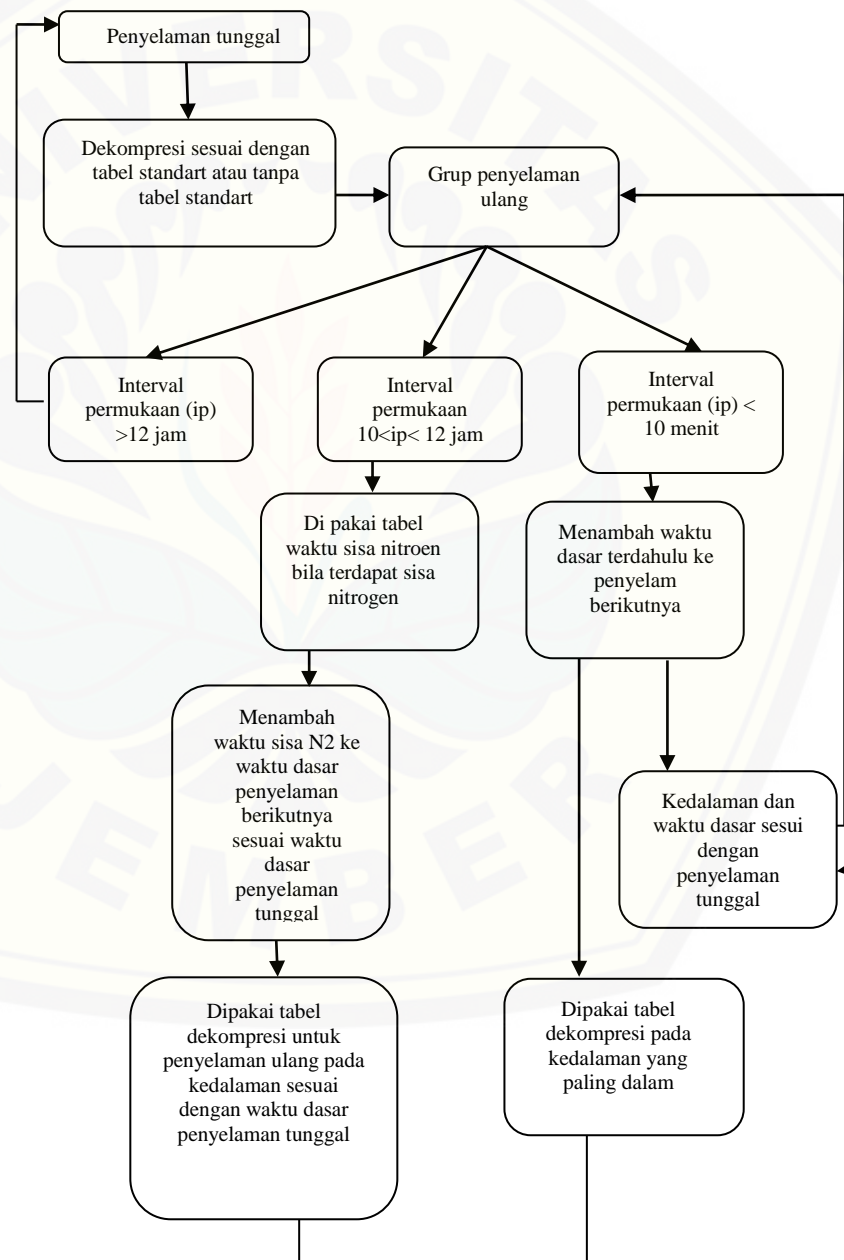 Penyelaman tunggal
Dekompresi sesuai dengan
tabel standart atau tanpa
tabel standart
Grup penyelaman
ulang
Interval
permukaan (ip)
>12 jam
Interval
permukaan
10<ip< 12 jam
Interval
permukaan (ip) <
10 menit
Di pakai tabel
waktu sisa nitroen
bila terdapat sisa
nitrogen
Menambah waktu
dasar terdahulu ke
penyelam
berikutnya
Menambah
waktu sisa N2 ke
waktu dasar
penyelaman
berikutnya
sesuai waktu
dasar
penyelaman
tunggal
Kedalaman dan
waktu dasar sesui
dengan
penyelaman
tunggal
Dipakai tabel
dekompresi untuk
penyelaman ulang pada
kedalaman sesuai
dengan waktu dasar
penyelaman tunggal
Dipakai tabel
dekompresi pada
kedalaman yang
paling dalam
UNIVERSITAS
JEMBER